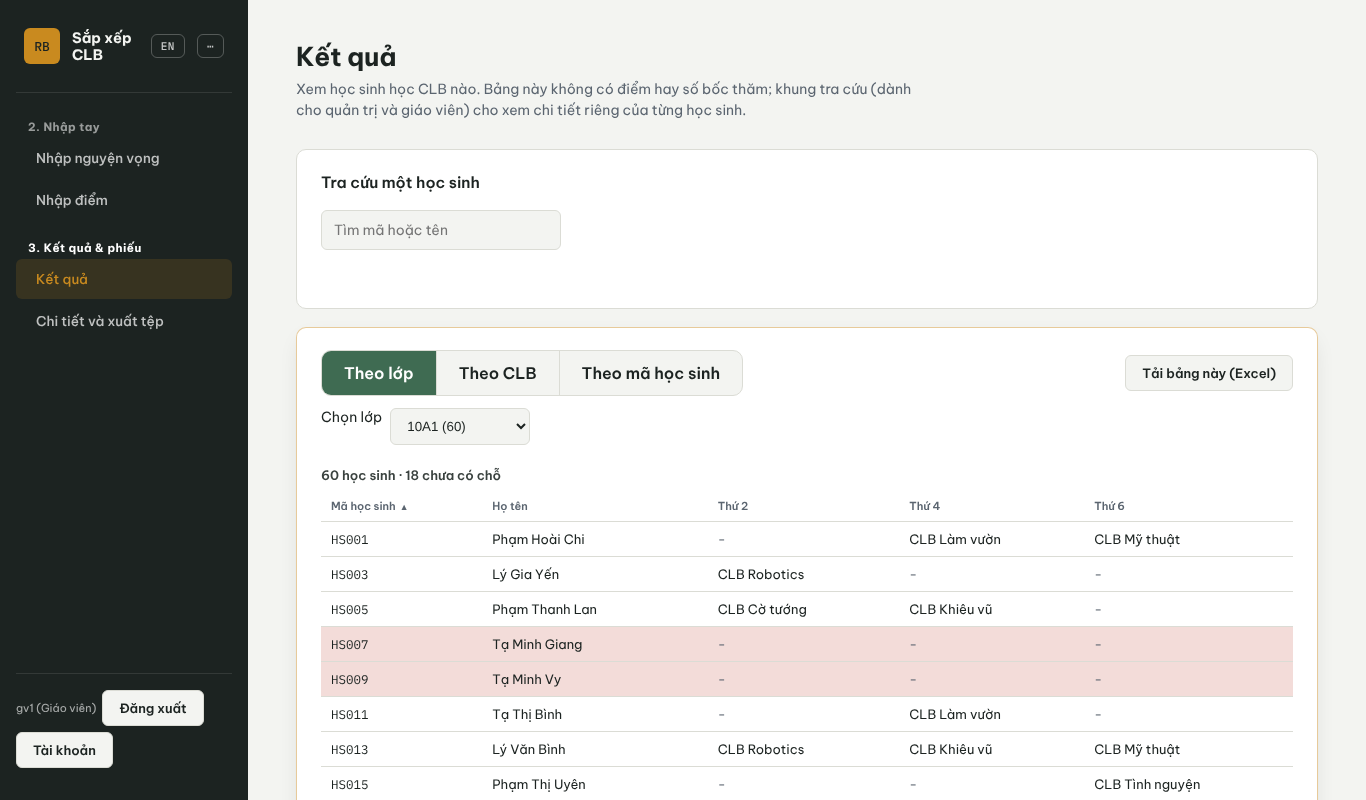 RB
Sắp xếp
CLB
EN
…
2. Nhập tay
Nhập nguyện vọng
Nhập điểm
3. Kết quả & phiếu
Kết quả
Chi tiết và xuất tệp
gv1 (Giáo viên)
Đăng xuất
Tài khoản
Kết quả
Xem học sinh học CLB nào. Bảng này không có điểm hay số bốc thăm; khung tra cứu (dành
cho quản trị và giáo viên) cho xem chi tiết riêng của từng học sinh.
Tra cứu một học sinh
Tìm mã hoặc tên
Theo lớp Theo CLB Theo mã học sinh Tải bảng này (Excel)
Chọn lớp 10A1 (60)
60 học sinh · 18 chưa có chỗ
Mã học sinh ▲ Họ tên Thứ 2 Thứ 4 Thứ 6
HS001 Phạm Hoài Chi - CLB Làm vườn CLB Mỹ thuật
HS003 Lý Gia Yến CLB Robotics - -
HS005 Phạm Thanh Lan CLB Cờ tướng CLB Khiêu vũ -
HS007 Tạ Minh Giang - - -
HS009 Tạ Minh Vy - - -
HS011 Tạ Thị Bình - CLB Làm vườn -
HS013 Lý Văn Bình CLB Robotics CLB Khiêu vũ CLB Mỹ thuật
HS015 Phạm Thị Uyên - - CLB Tình nguyện